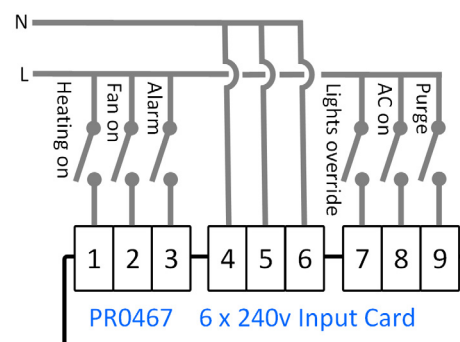 N
L
Heating on
Fan on
Alarm
Lights override
AC on
Purge
1 2 3 4 5 6 7 8 9
PR0467 6 x 240v Input Card